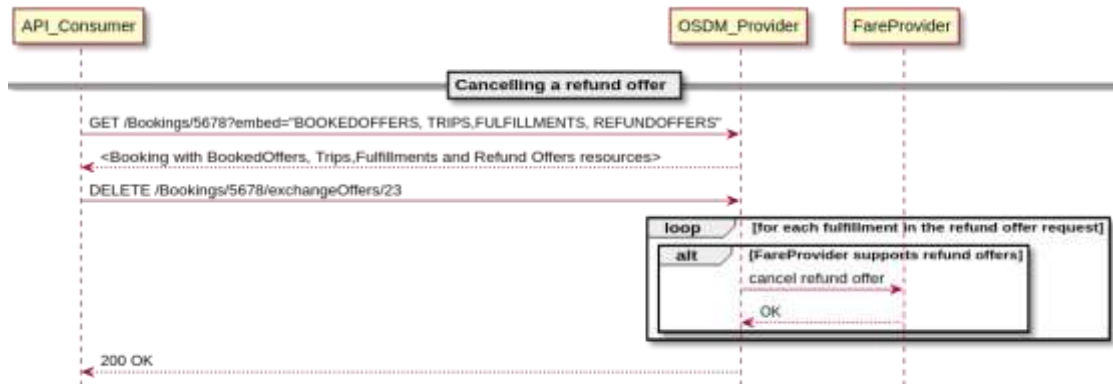 API_Consumer
OSDM_Provider
FareProvider
Cancelling a refund offer
GET /Bookings/5678?embed="BOOKEDOFFERS, TRIPS,FULFILLMENTS, REFUNDOFFERS"
<Booking with BookedOffers, Trips,Fulfillments and Refund Offers resources>
DELETE /Bookings/5678/exchangeOffers/23
loop
[for each fulfillment in the refund offer request]
alt
[FareProvider supports refund offers]
cancel refund offer
OK
200 OK